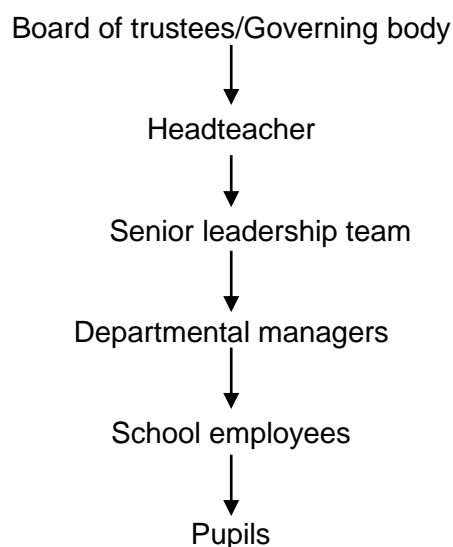 Board of trustees/Governing body
Headteacher
Senior leadership team
Departmental managers
School employees
Pupils